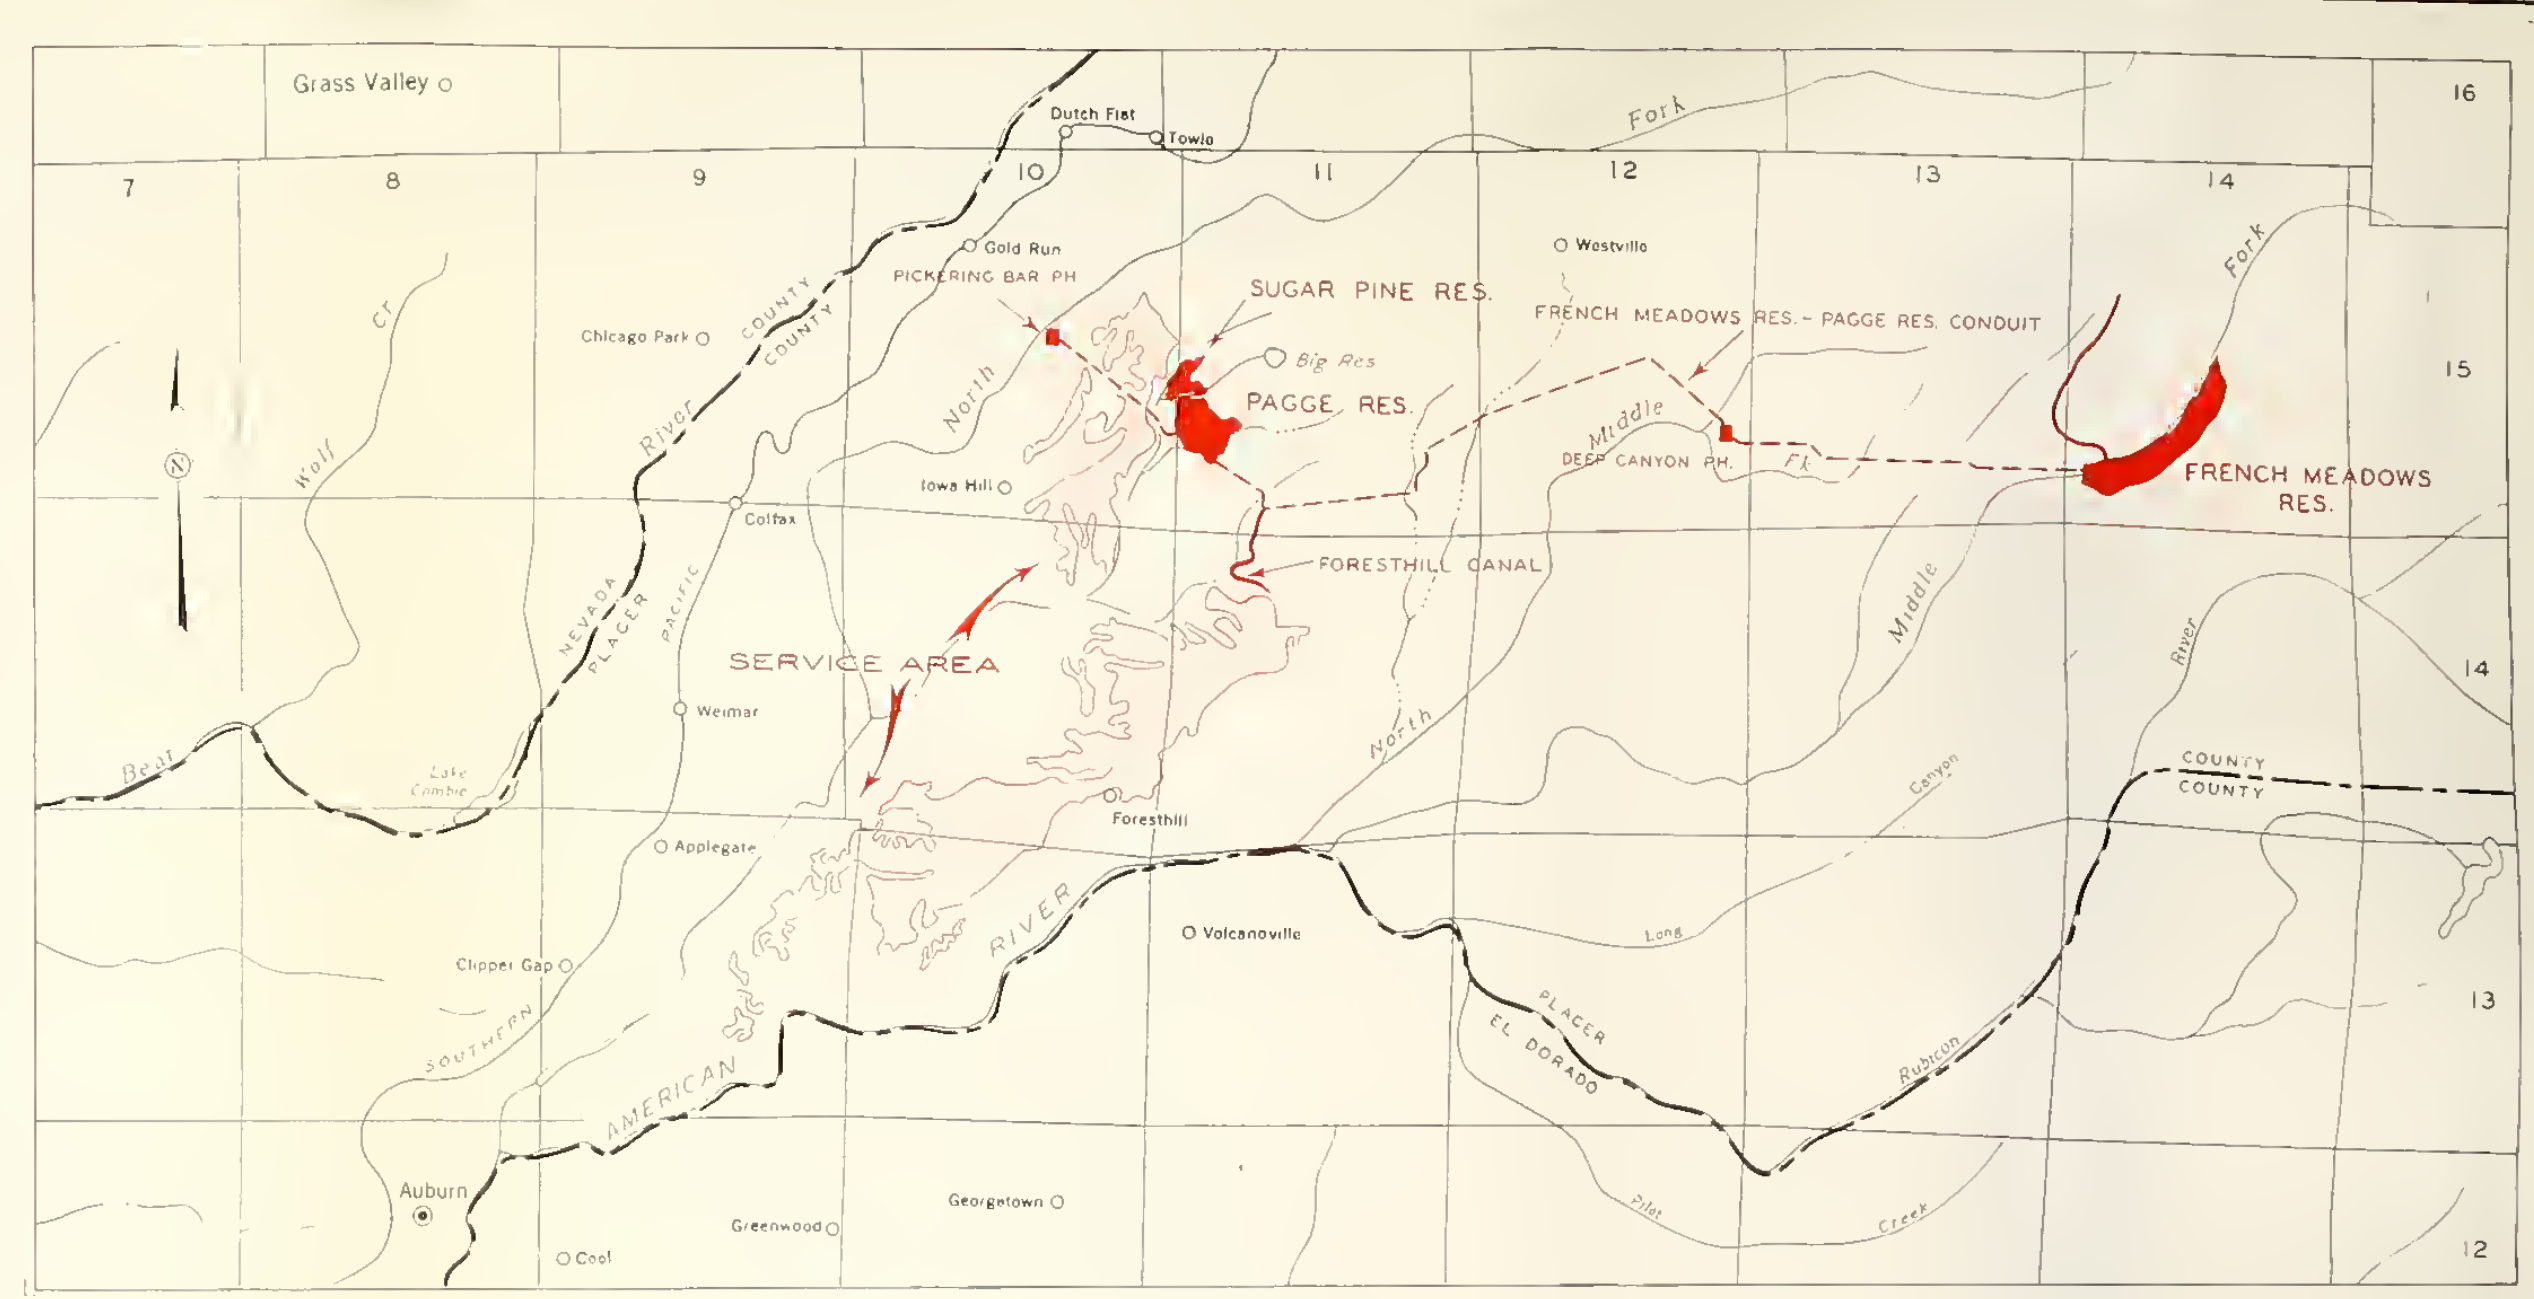 Grass Valley
16
Dutch Flat
Towle
Fork
7
8
9
10
11
12
13
14
Gold Run
Westville
Fork
PICKERING BAR PH
SUGAR PINE RES.
FRENCH MEADOWS RES. - PAGGE RES. CONDUIT
Cr
COUNTY
COUNTY
Chicago Park
Big Res
15
North
PAGGE RES.
River
Middle
Wolf
DEEP CANYON PH.
Fk
FRENCH MEADOWS
RES.
Iowa Hill
Colfax
FORESTHILL CANAL
NEVADA
PLACER
PACIFIC
Middle
River
SERVICE AREA
14
Weimar
North
Bear
Lake
Combie
Canyon
COUNTY
COUNTY
Foresthill
Applegate
RIVER
Volcanoville
Long
Clipper Gap
PLACER
EL DORADO
13
SOUTHERN
Rubicon
AMERICAN
Auburn
Georgetown
Greenwood
Pilot
Creek
Cool
12